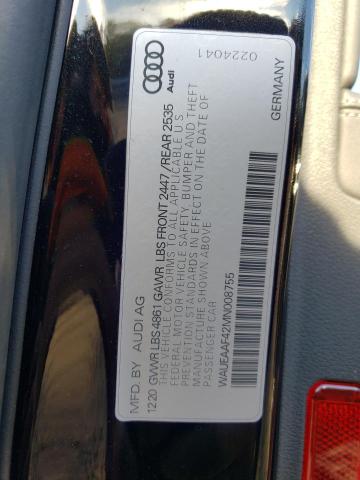 Audi
0224041
MFD. BY AUDI AG
12.20 GVWR LBS 4861 GAWR LBS FRONT 2447/REAR 2535
THIS VEHICLE CONFORMS TO ALL APPLICABLE U.S.
FEDERAL MOTOR VEHICLE SAFETY, BUMPER AND THEFT
PREVENTION STANDARDS IN EFFECT ON THE DATE OF
MANUFACTURE SHOWN ABOVE
PASSENGER CAR
WAUEAAF42MN008755
GERMANY